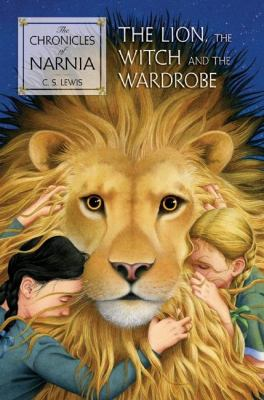 The
CHRONICLES
of
NARNIA
C. S. LEWIS
THE LION, THE
WITCH AND THE
WARDROBE